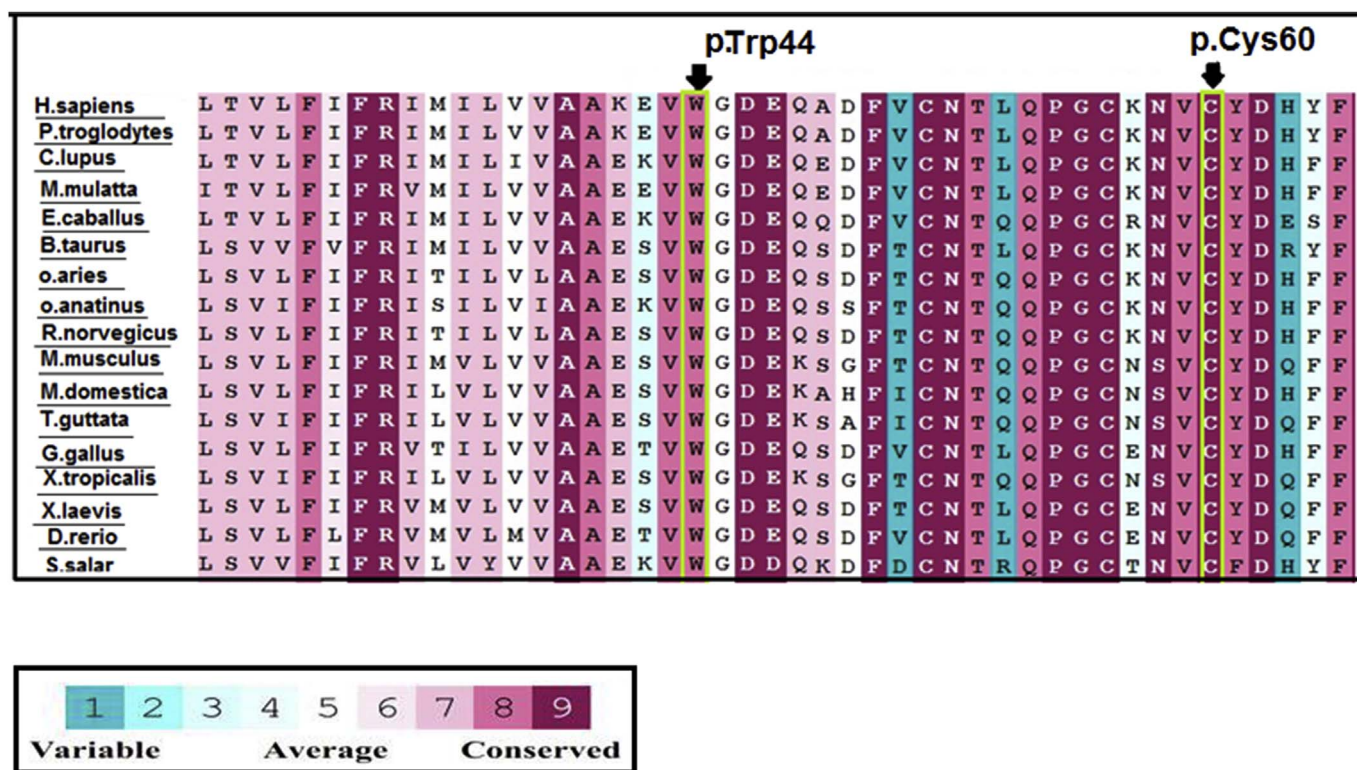 p.Trp44 p.Cys60
H.sapiens L T V L F I F R I M I L V V A A K E V W G D E Q A D F V C N T L Q P G C K N V C Y D H Y F
P.troglodytes L T V L F I F R I M I L V V A A K E V W G D E Q A D F V C N T L Q P G C K N V C Y D H Y F
C.lupus L T V L F I F R I M I L I V A A E K V W G D E Q E D F V C N T L Q P G C K N V C Y D H F F
M.mulatta I T V L F I F R V M I L V V A A E E V W G D E Q E D F V C N T L Q P G C K N V C Y D H F F
E.caballus L T V L F I F R I M I L V V A A E K V W G D E Q Q D F V C N T Q Q P G C R N V C Y D E S F
B.taurus L S V V F V F R I M I L V V A A E S V W G D E Q S D F T C N T L Q P G C K N V C Y D R Y F
o.aries L S V L F I F R I T I L V L A A E S V W G D E Q S D F T C N T Q Q P G C K N V C Y D H F F
o.anatinus L S V I F I F R I S I L V I A A E K V W G D E Q S S F T C N T Q Q P G C K N V C Y D H F F
R.norvegicus L S V L F I F R I T I L V L A A E S V W G D E Q S D F T C N T Q Q P G C K N V C Y D H F F
M.musculus L S V L F I F R I M V L V V A A E S V W G D E K S G F T C N T Q Q P G C N S V C Y D Q F F
M.domestica L S V L F I F R I L V L V V A A E S V W G D E K A H F I C N T Q Q P G C N S V C Y D H F F
T.guttata L S V I F I F R I L V L V V A A E S V W G D E K S A F I C N T Q Q P G C N S V C Y D Q F F
G.gallus L S V L F I F R V T I L V V A A E T V W G D E Q S D F V C N T L Q P G C E N V C Y D H F F
X.tropicalis L S V I F I F R I L V L V V A A E S V W G D E K S G F T C N T Q Q P G C N S V C Y D Q F F
X.laevis L S V L F I F R V M V L V V A A E S V W G D E Q S D F T C N T L Q P G C E N V C Y D Q F F
D.rerio L S V L F L F R V M V L M V A A E T V W G D E Q S D F V C N T L Q P G C E N V C Y D Q F F
S.salar L S V V F I F R V L V Y V V A A E K V W G D D Q K D F D C N T R Q P G C T N V C F D H Y F
1 2 3 4 5 6 7 8 9
Variable Average Conserved